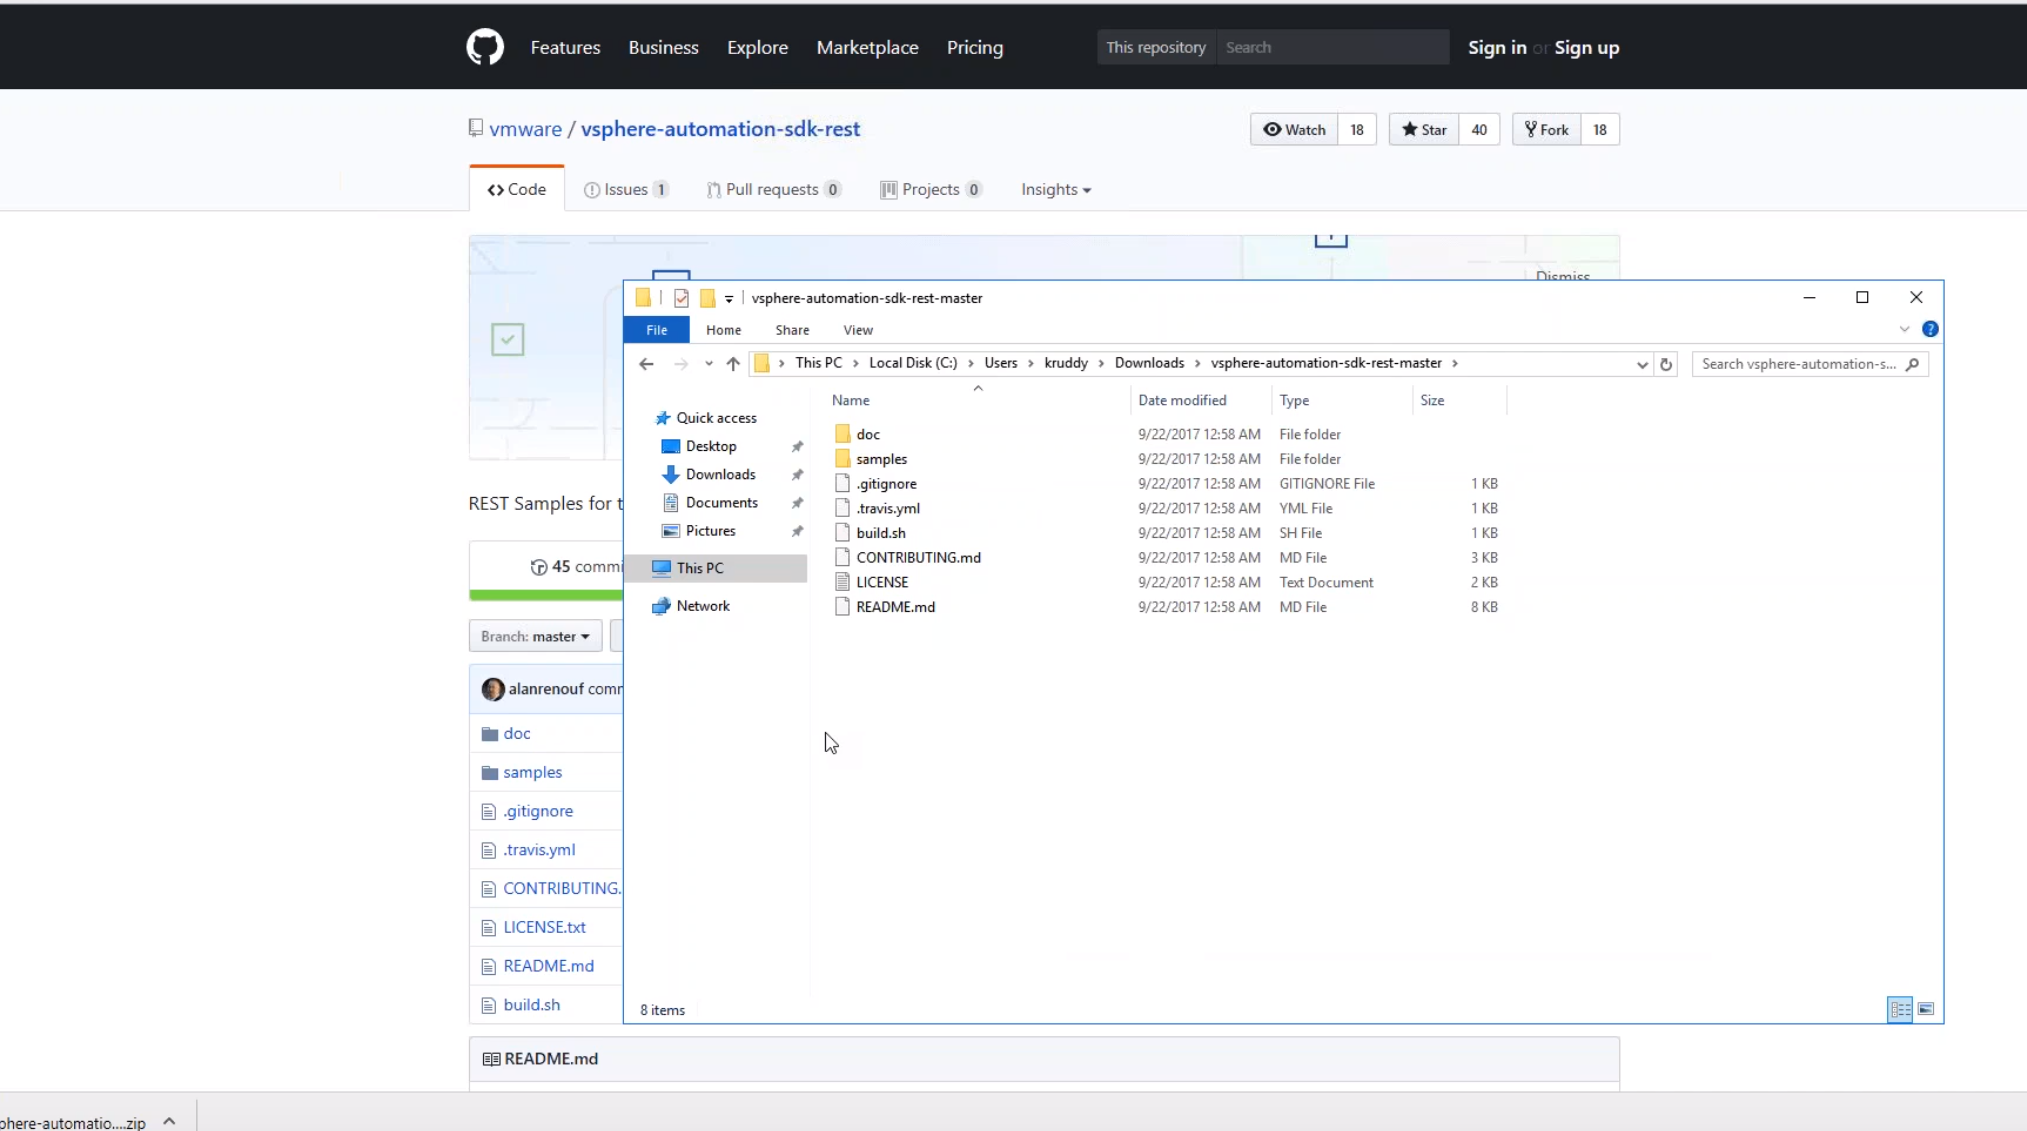 Features Business Explore Marketplace Pricing This repository Search Sign in or Sign up
vmware / vsphere-automation-sdk-rest Watch 18 Star 40 Fork 18
Code Issues 1 Pull requests 0 Projects 0 Insights
Dismiss
vsphere-automation-sdk-rest-master
File Home Share View
This PC Local Disk (C:) Users kruddy Downloads vsphere-automation-sdk-rest-master Search vsphere-automation-s...
Name Date modified Type Size
Quick access
Desktop
Downloads
Documents
Pictures
This PC
Network
doc 9/22/2017 12:58 AM File folder
samples 9/22/2017 12:58 AM File folder
.gitignore 9/22/2017 12:58 AM GITIGNORE File 1 KB
.travis.yml 9/22/2017 12:58 AM YML File 1 KB
build.sh 9/22/2017 12:58 AM SH File 1 KB
CONTRIBUTING.md 9/22/2017 12:58 AM MD File 3 KB
LICENSE 9/22/2017 12:58 AM Text Document 2 KB
README.md 9/22/2017 12:58 AM MD File 8 KB
8 items
REST Samples for t
45 commi
Branch: master
alanrenouf comm
doc
samples
.gitignore
.travis.yml
CONTRIBUTING.
LICENSE.txt
README.md
build.sh
README.md
phere-automatio....zip